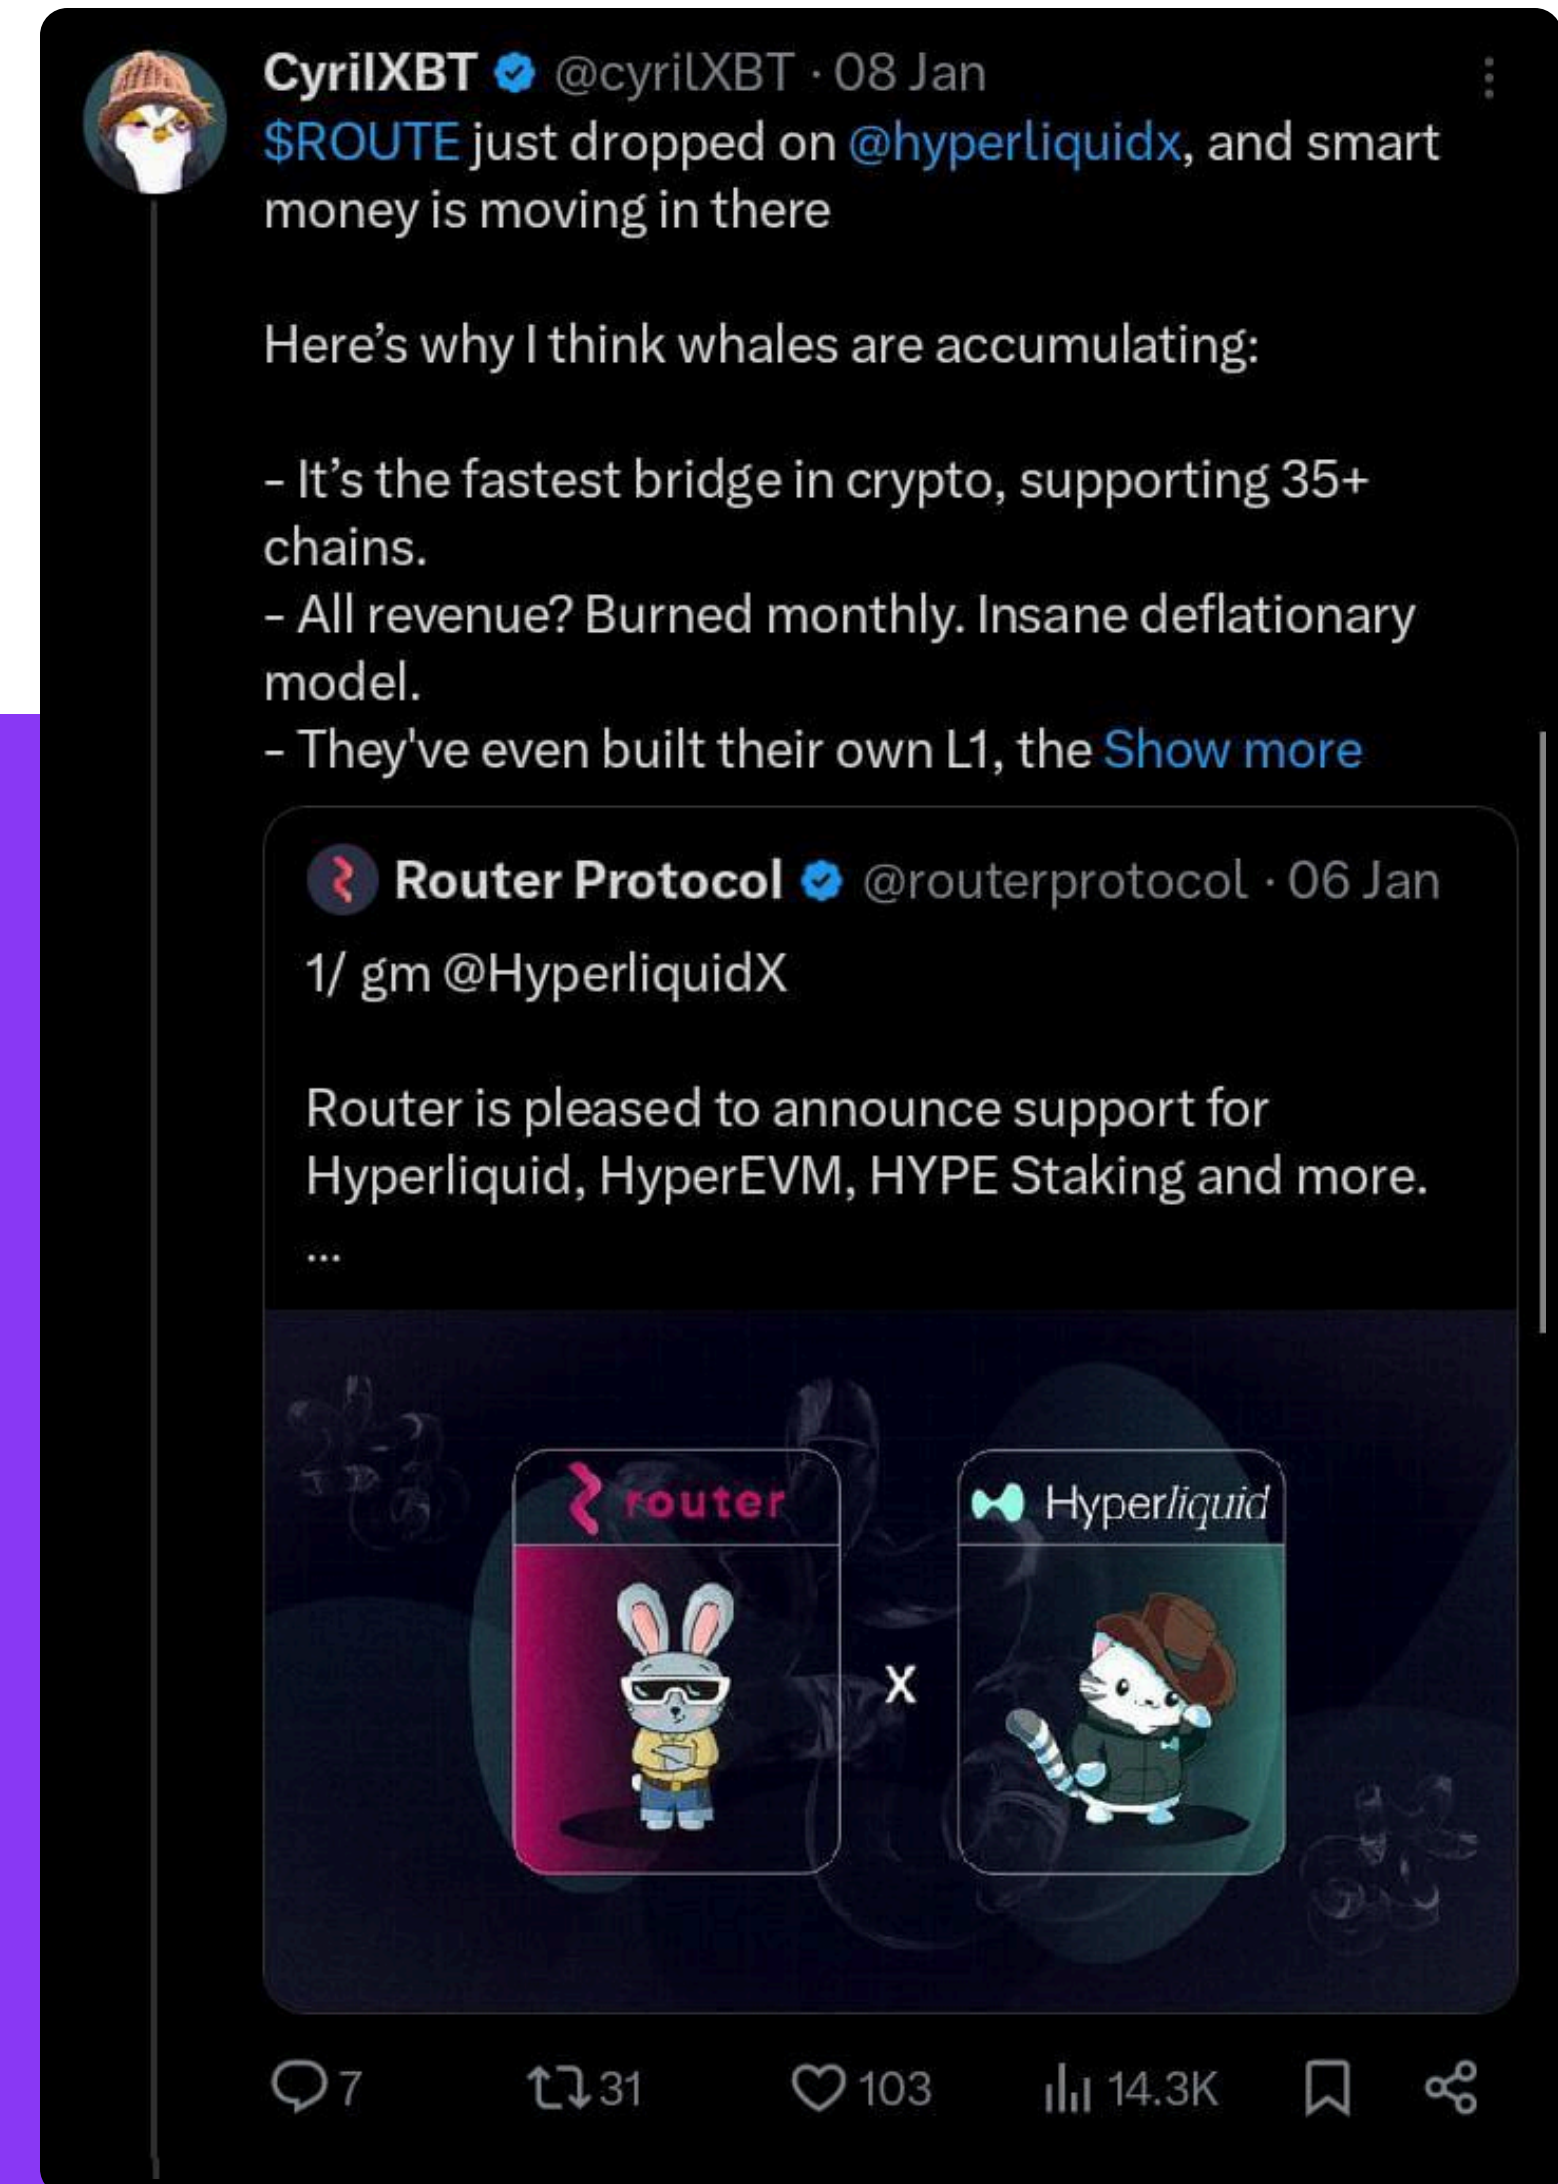 CyrilXBT @cyrilXBT · 08 Jan
$ROUTE just dropped on @hyperliquidx, and smart
money is moving in there
Here’s why I think whales are accumulating:
- It’s the fastest bridge in crypto, supporting 35+
chains.
- All revenue? Burned monthly. Insane deflationary
model.
- They've even built their own L1, the Show more
Router Protocol @routerprotocol · 06 Jan
1/ gm @HyperliquidX
Router is pleased to announce support for
Hyperliquid, HyperEVM, HYPE Staking and more.
...
router
Hyperliquid
X
7 31 103 14.3K